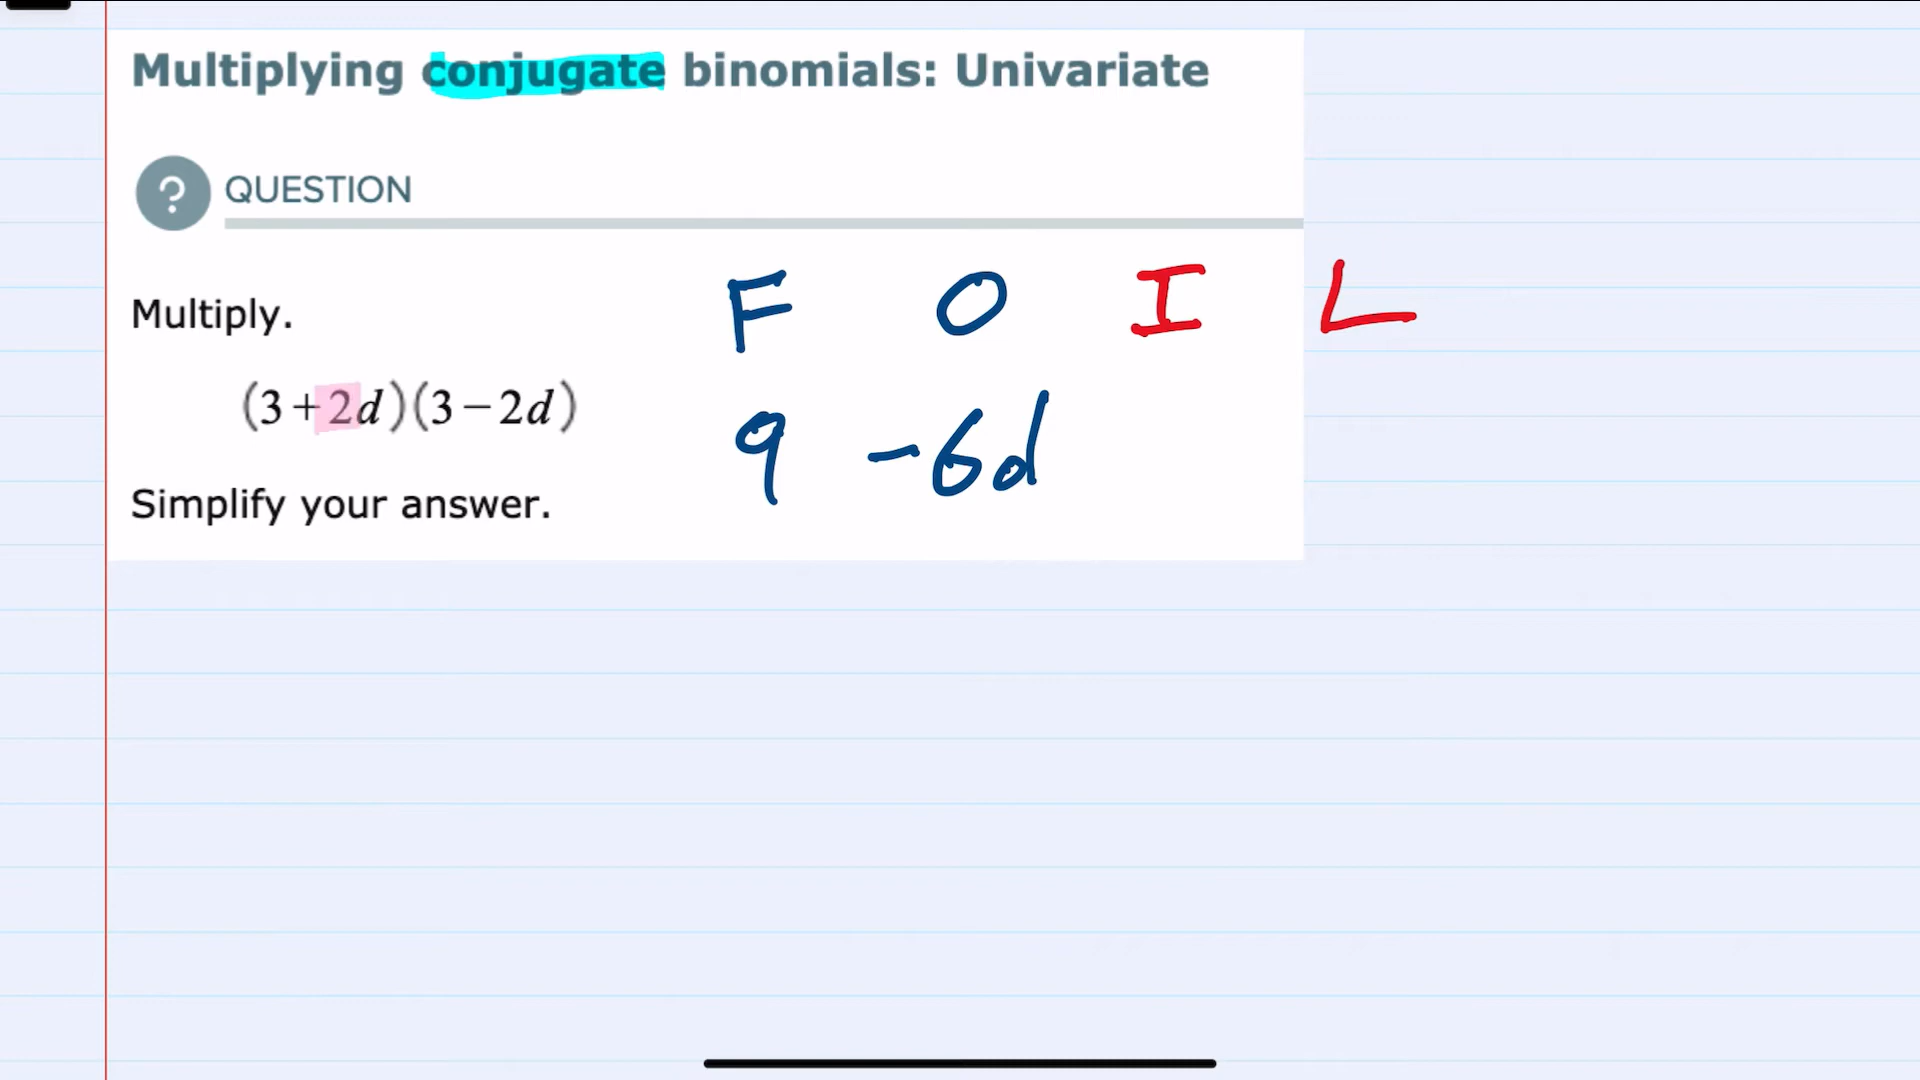 Multiplying conjugate binomials: Univariate
? QUESTION
F O I L
Multiply.
(3+2d)(3−2d)
9 -6d
Simplify your answer.